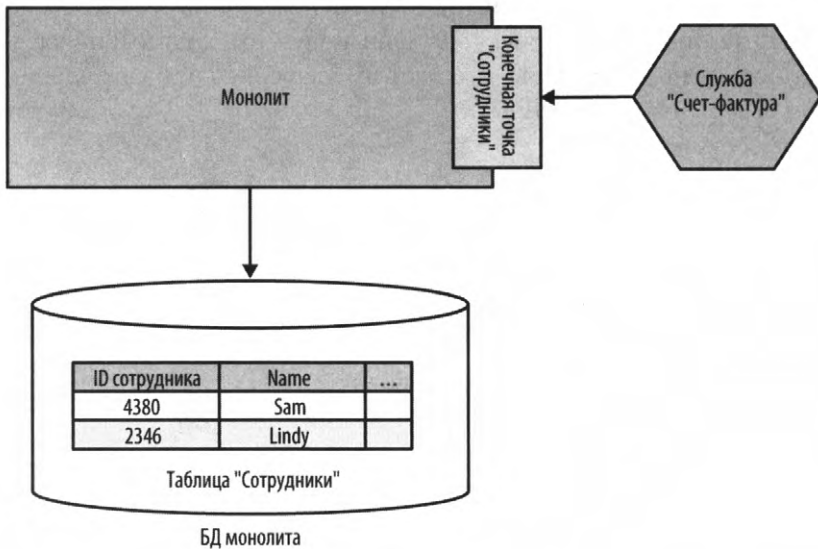 Монолит
Конечная точка
"Сотрудники"
Служба
"Счет-фактура"
ID сотрудника Name ...
4380 Sam
2346 Lindy
Таблица "Сотрудники"
БД монолита